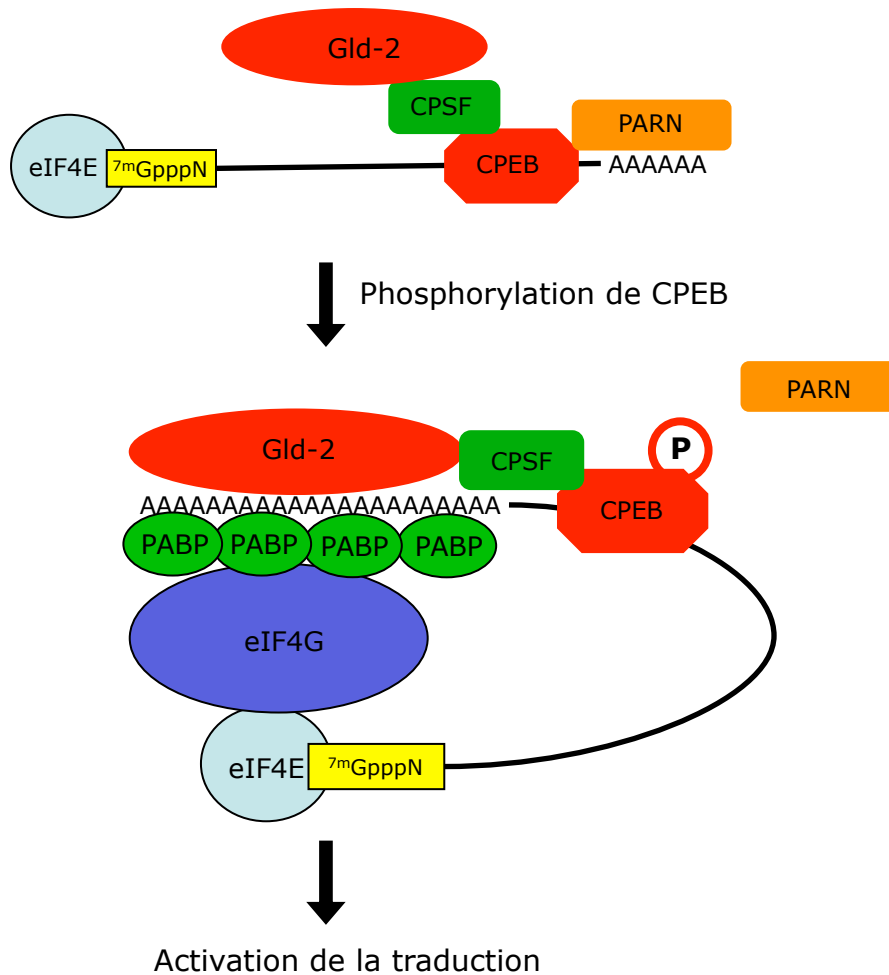 Gld-2
CPSF
PARN
eIF4E
7mGpppN
CPEB
AAAAAA
Phosphorylation de CPEB
PARN
Gld-2
CPSF
P
AAAAAAAAAAAAAAAAAAAAAA
CPEB
PABP PABP PABP PABP
eIF4G
eIF4E
7mGpppN
Activation de la traduction